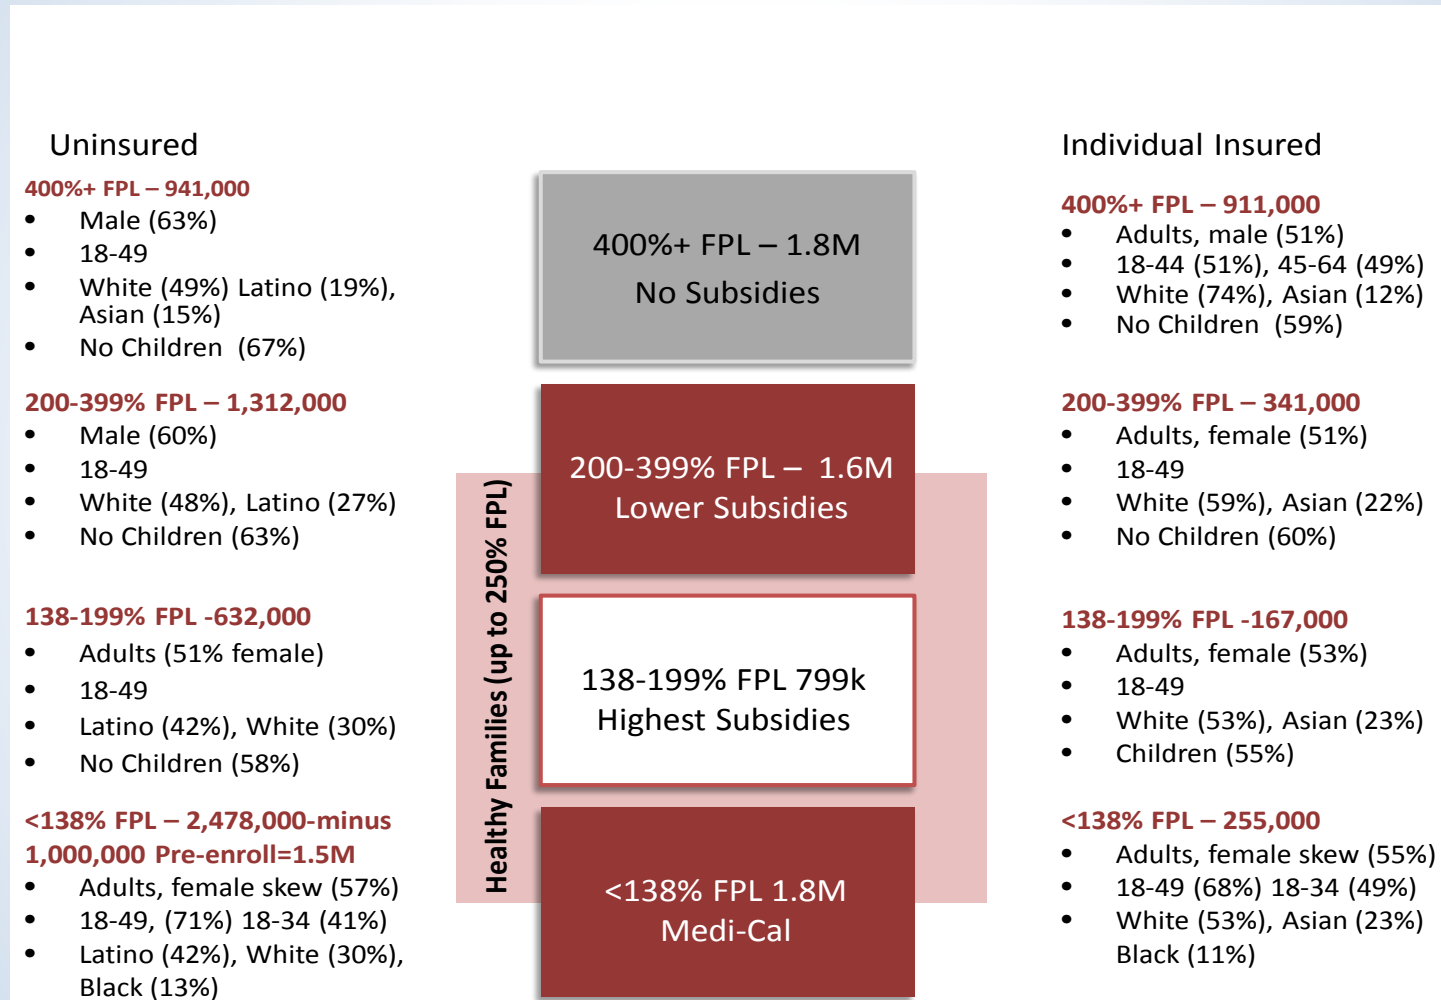 Uninsured
400%+ FPL – 941,000
• Male (63%)
• 18-49
• White (49%) Latino (19%),
Asian (15%)
• No Children (67%)
200-399% FPL – 1,312,000
• Male (60%)
• 18-49
• White (48%), Latino (27%)
• No Children (63%)
138-199% FPL -632,000
• Adults (51% female)
• 18-49
• Latino (42%), White (30%)
• No Children (58%)
<138% FPL – 2,478,000-minus
1,000,000 Pre-enroll=1.5M
• Adults, female skew (57%)
• 18-49, (71%) 18-34 (41%)
• Latino (42%), White (30%),
Black (13%)
Healthy Families (up to 250% FPL)
400%+ FPL – 1.8M
No Subsidies
200-399% FPL – 1.6M
Lower Subsidies
138-199% FPL 799k
Highest Subsidies
<138% FPL 1.8M
Medi-Cal
Individual Insured
400%+ FPL – 911,000
• Adults, male (51%)
• 18-44 (51%), 45-64 (49%)
• White (74%), Asian (12%)
• No Children (59%)
200-399% FPL – 341,000
• Adults, female (51%)
• 18-49
• White (59%), Asian (22%)
• No Children (60%)
138-199% FPL -167,000
• Adults, female (53%)
• 18-49
• White (53%), Asian (23%)
• Children (55%)
<138% FPL – 255,000
• Adults, female skew (55%)
• 18-49 (68%) 18-34 (49%)
• White (53%), Asian (23%)
Black (11%)